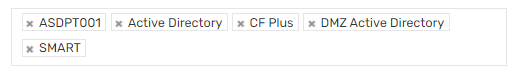 × ASDPT001 × Active Directory × CF Plus × DMZ Active Directory
× SMART